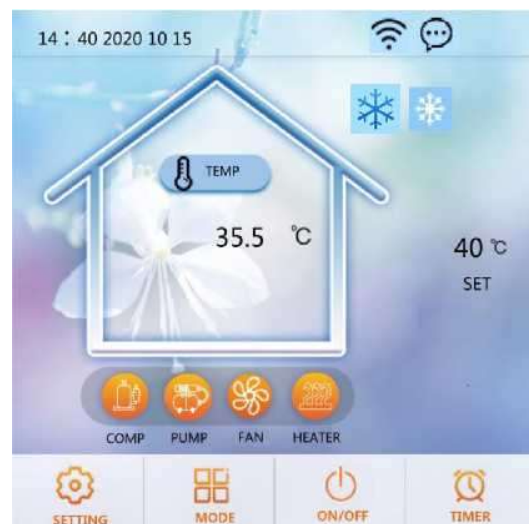 14：40 2020 10 15
TEMP
35.5 ℃
40 ℃
SET
COMP PUMP FAN HEATER
SETTING MODE ON/OFF TIMER